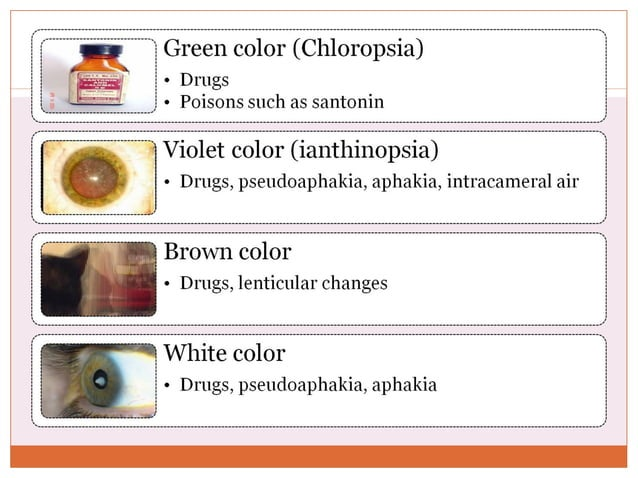 Green color (Chloropsia)
• Drugs
• Poisons such as santonin
Violet color (ianthinopsia)
• Drugs, pseudoaphakia, aphakia, intracameral air
Brown color
• Drugs, lenticular changes
White color
• Drugs, pseudoaphakia, aphakia